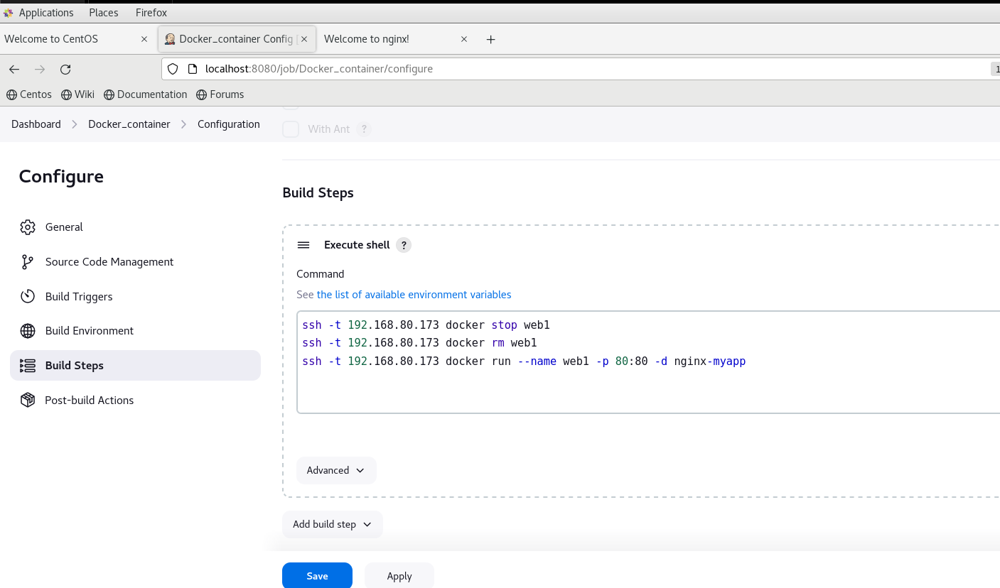 Applications Places Firefox
Welcome to CentOS × Docker_container Config [ × Welcome to nginx! × +
localhost:8080/job/Docker_container/configure 1
Centos Wiki Documentation Forums
Dashboard > Docker_container > Configuration
With Ant ?
Configure
General
Source Code Management
Build Triggers
Build Environment
Build Steps
Post-build Actions
Build Steps
Execute shell ?
Command
See the list of available environment variables
ssh -t 192.168.80.173 docker stop web1
ssh -t 192.168.80.173 docker rm web1
ssh -t 192.168.80.173 docker run --name web1 -p 80:80 -d nginx-myapp
Advanced
Add build step
Save Apply